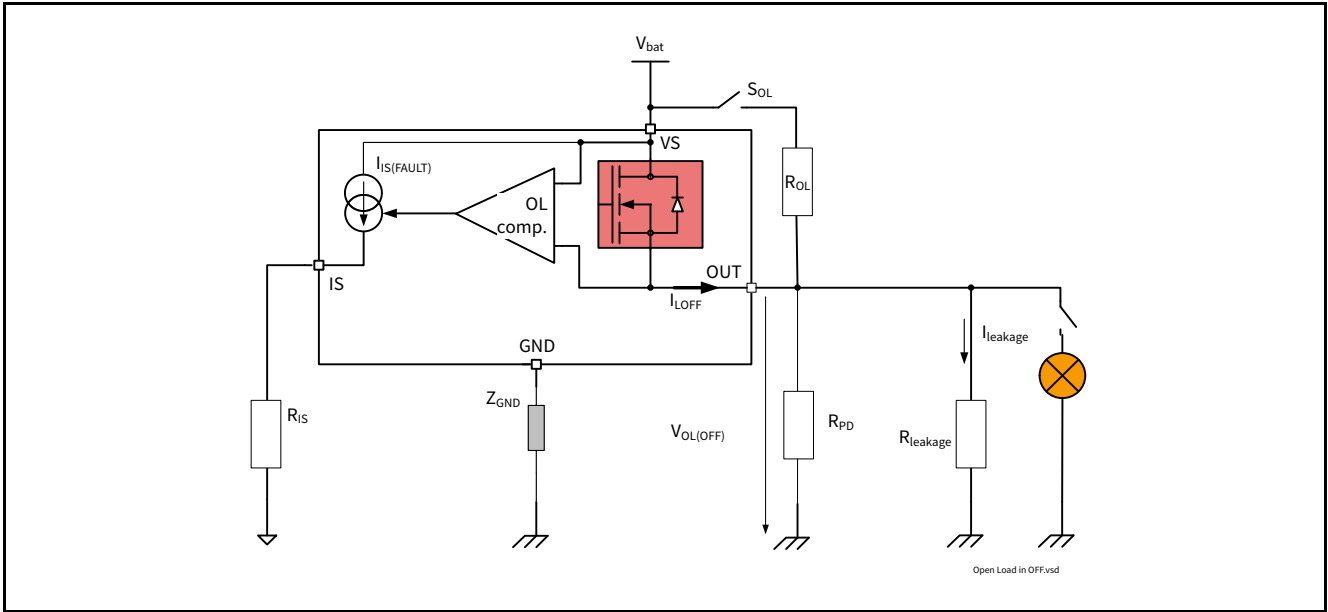 Vbat
SOL
VS
IIS(FAULT)
ROL
OL
comp.
OUT
IS
ILOFF
Ileakage
GND
ZGND
RIS
VOL(OFF)
RPD
Rleakage
Open Load in OFF.vsd